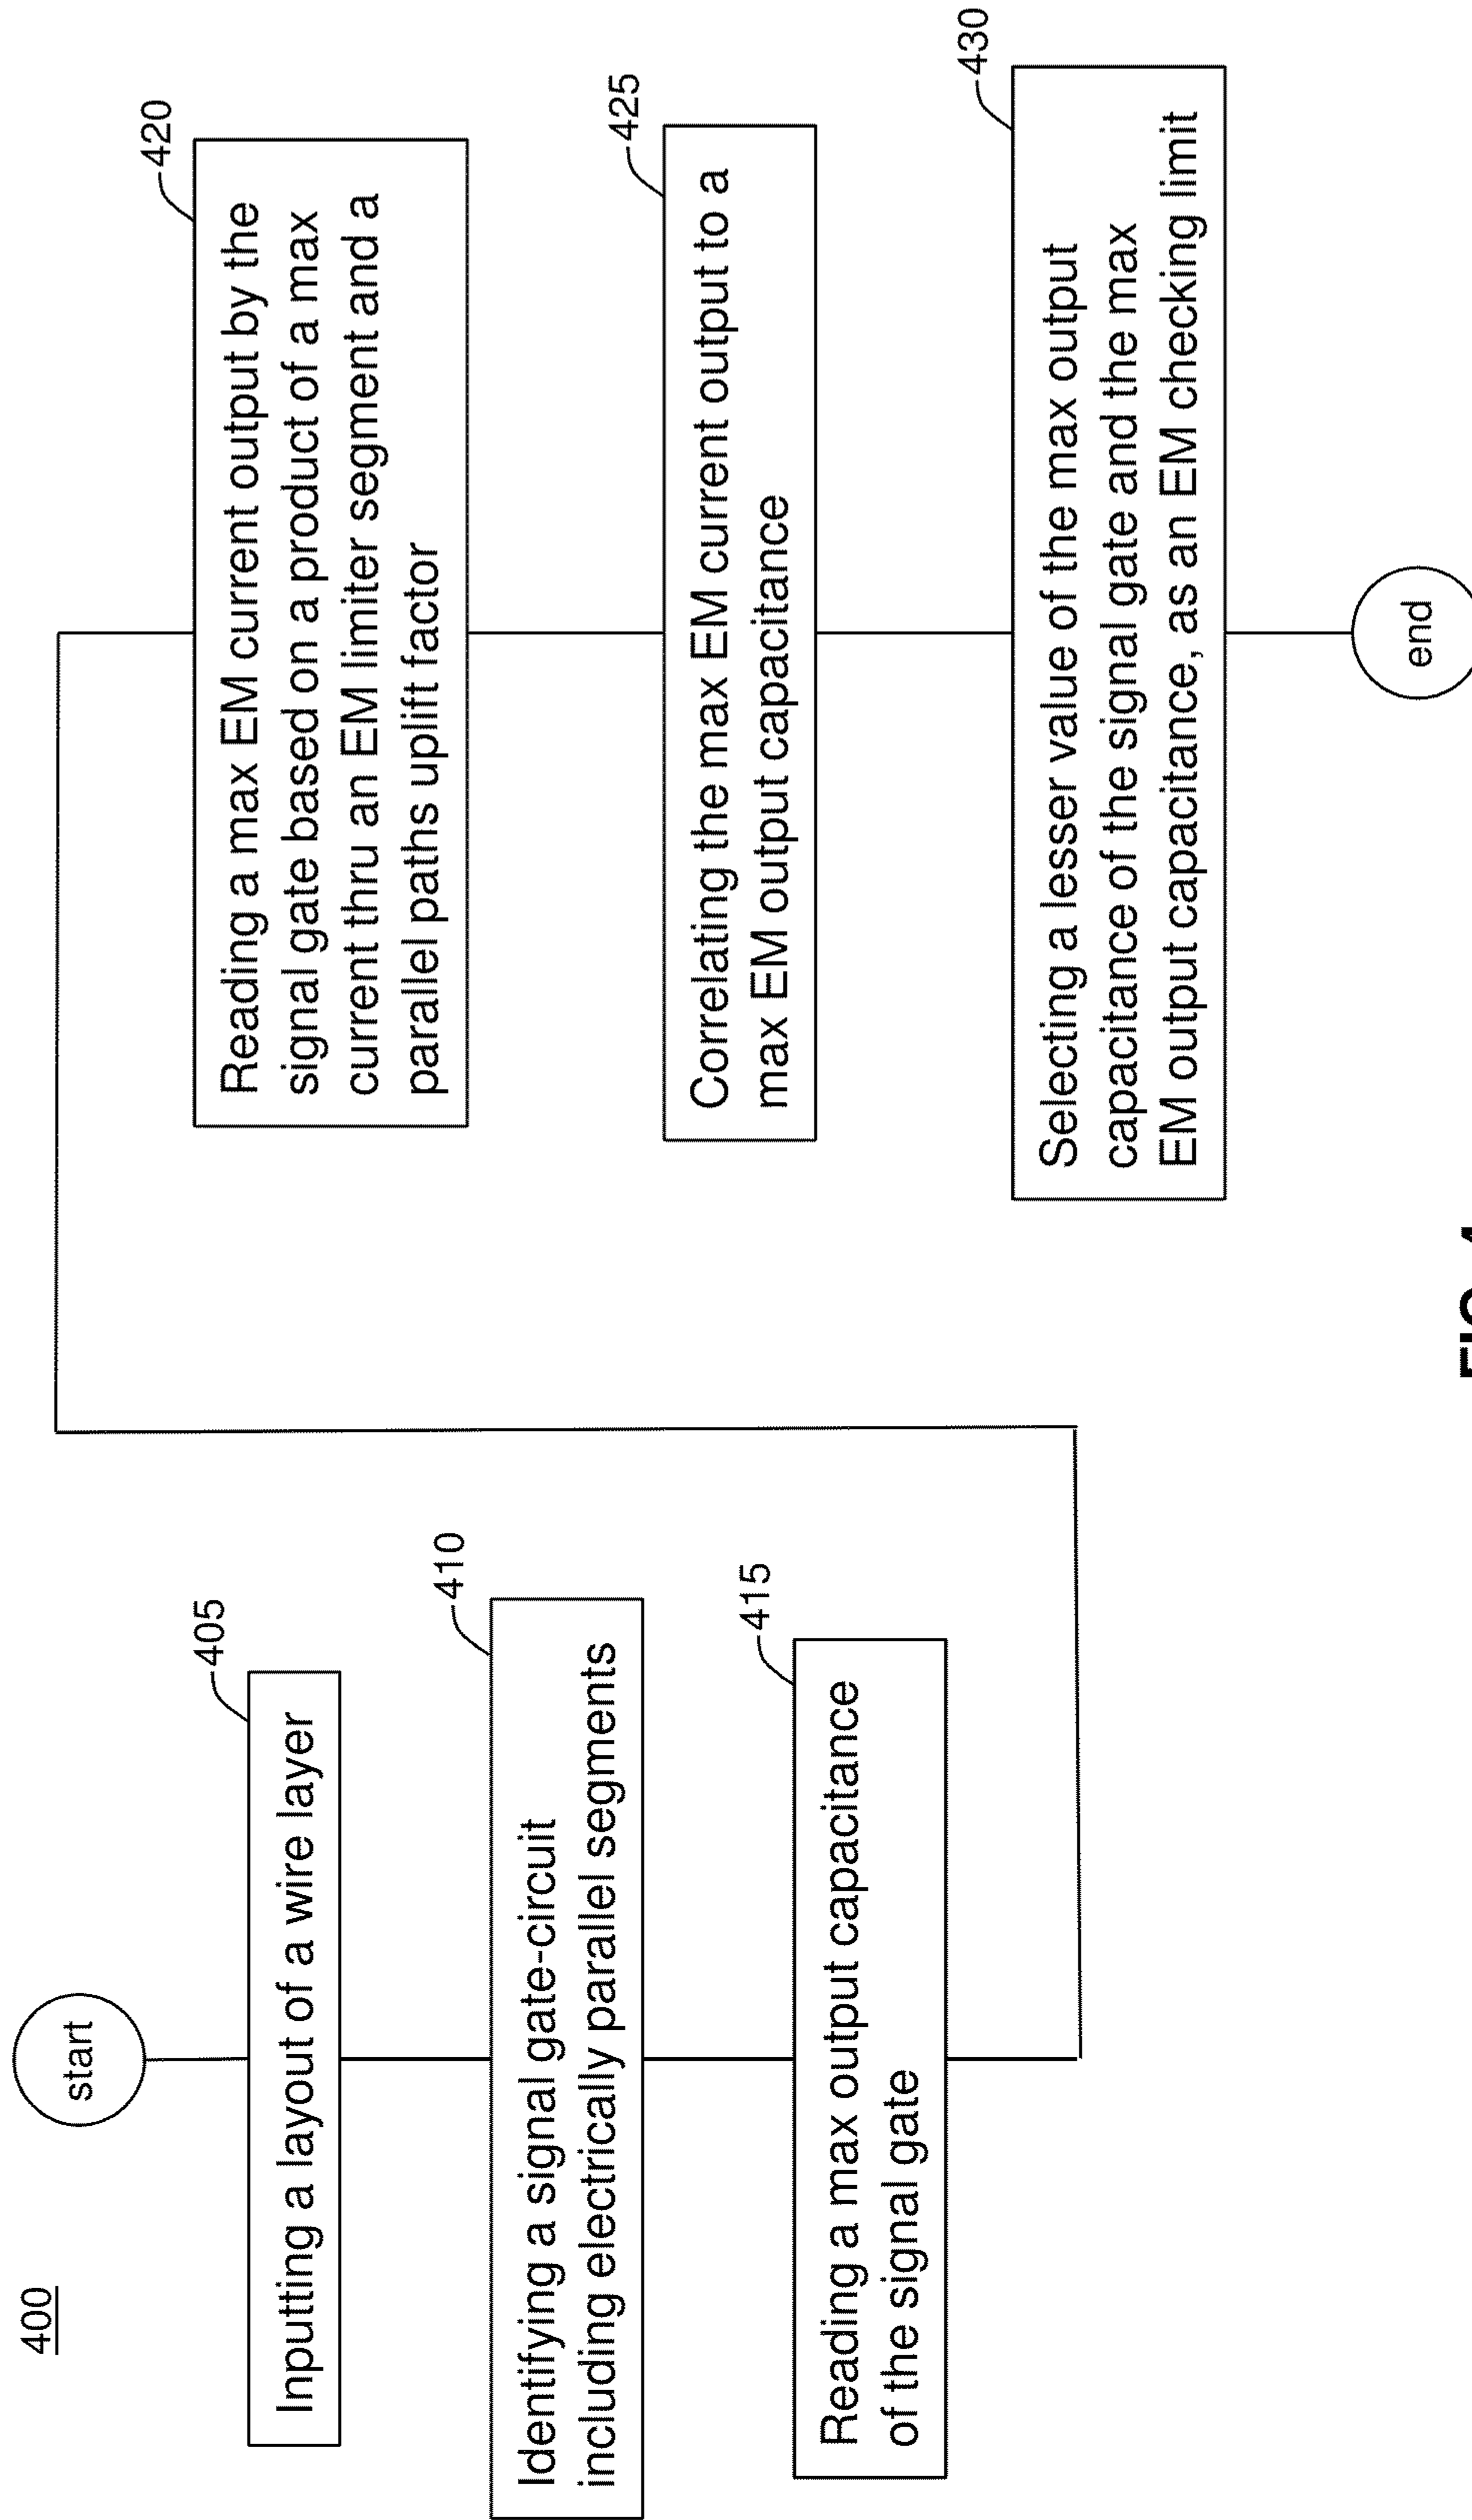 400
start
405
Inputting a layout of a wire layer
410
Identifying a signal gate-circuit
including electrically parallel segments
415
Reading a max output capacitance
of the signal gate
420
Reading a max EM current output by the
signal gate based on a product of a max
current thru an EM limiter segment and a
parallel paths uplift factor
425
Correlating the max EM current output to a
max EM output capacitance
430
Selecting a lesser value of the max output
capacitance of the signal gate and the max
EM output capacitance, as an EM checking limit
end